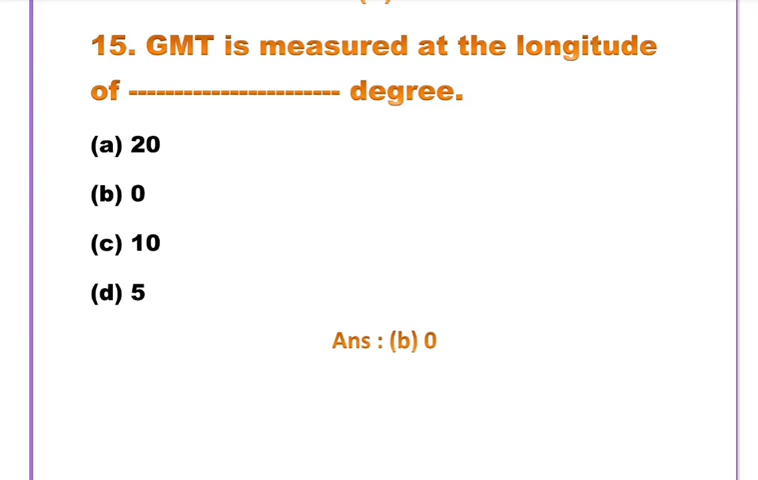 15. GMT is measured at the longitude
of ----------------------- degree.
(a) 20
(b) 0
(c) 10
(d) 5
Ans : (b) 0